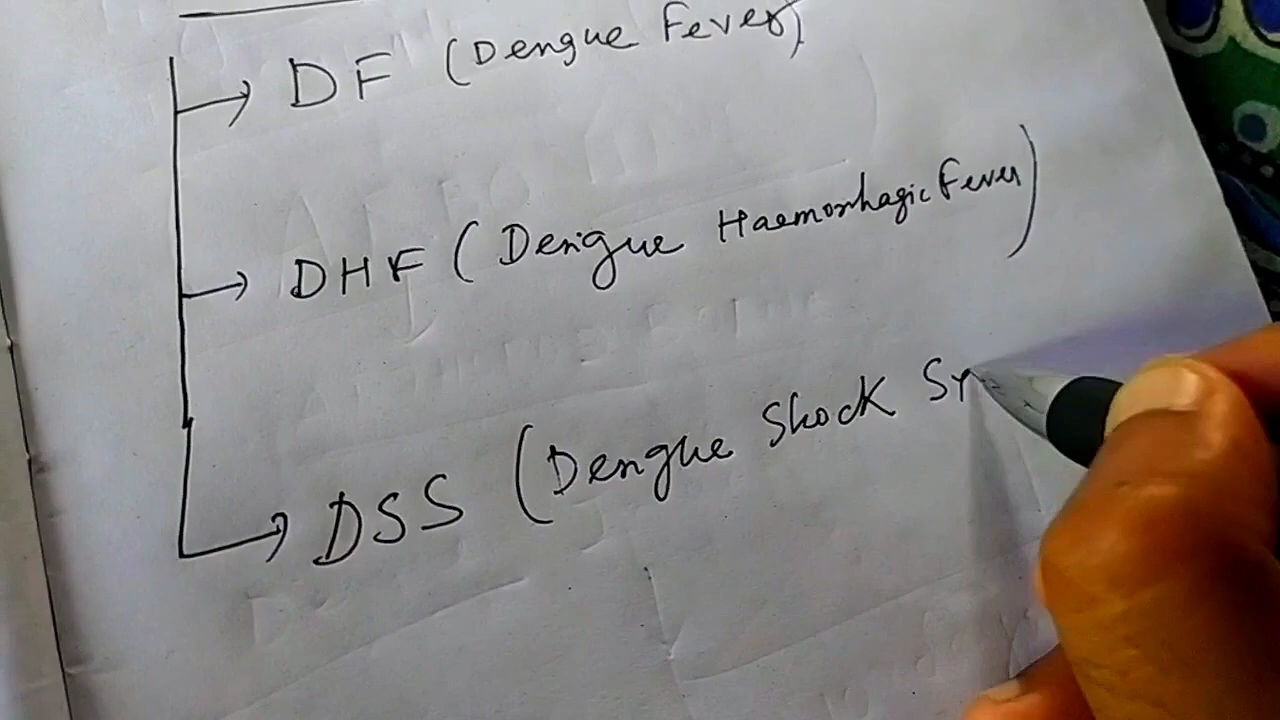 DF (Dengue Fever)
DHF (Dengue Haemorrhagic Fever)
DSS (Dengue Shock Sy